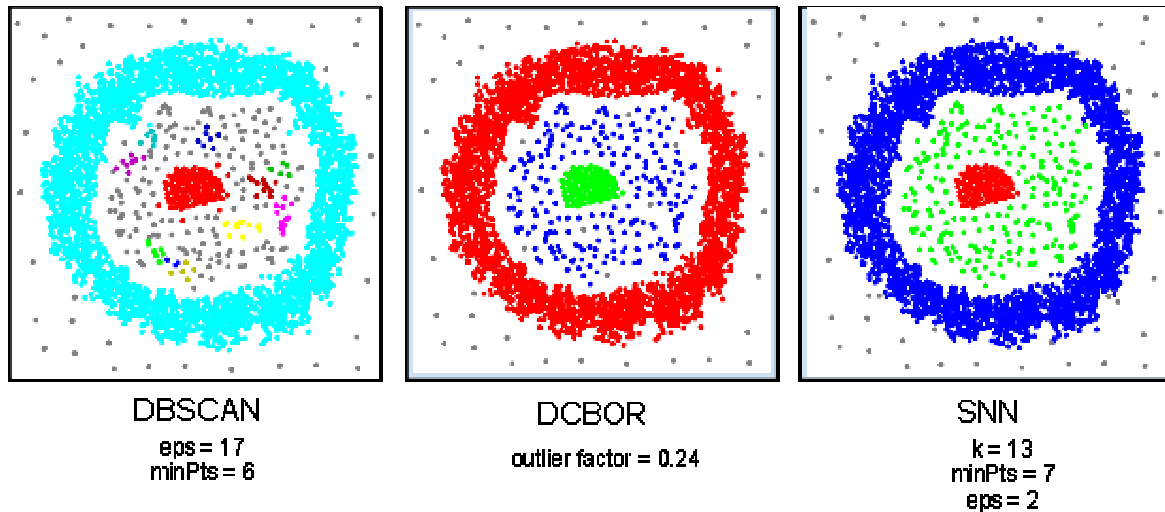 DBSCAN
eps = 17
minPts = 6
DCBOR
outlier factor = 0.24
SNN
k = 13
minPts = 7
eps = 2